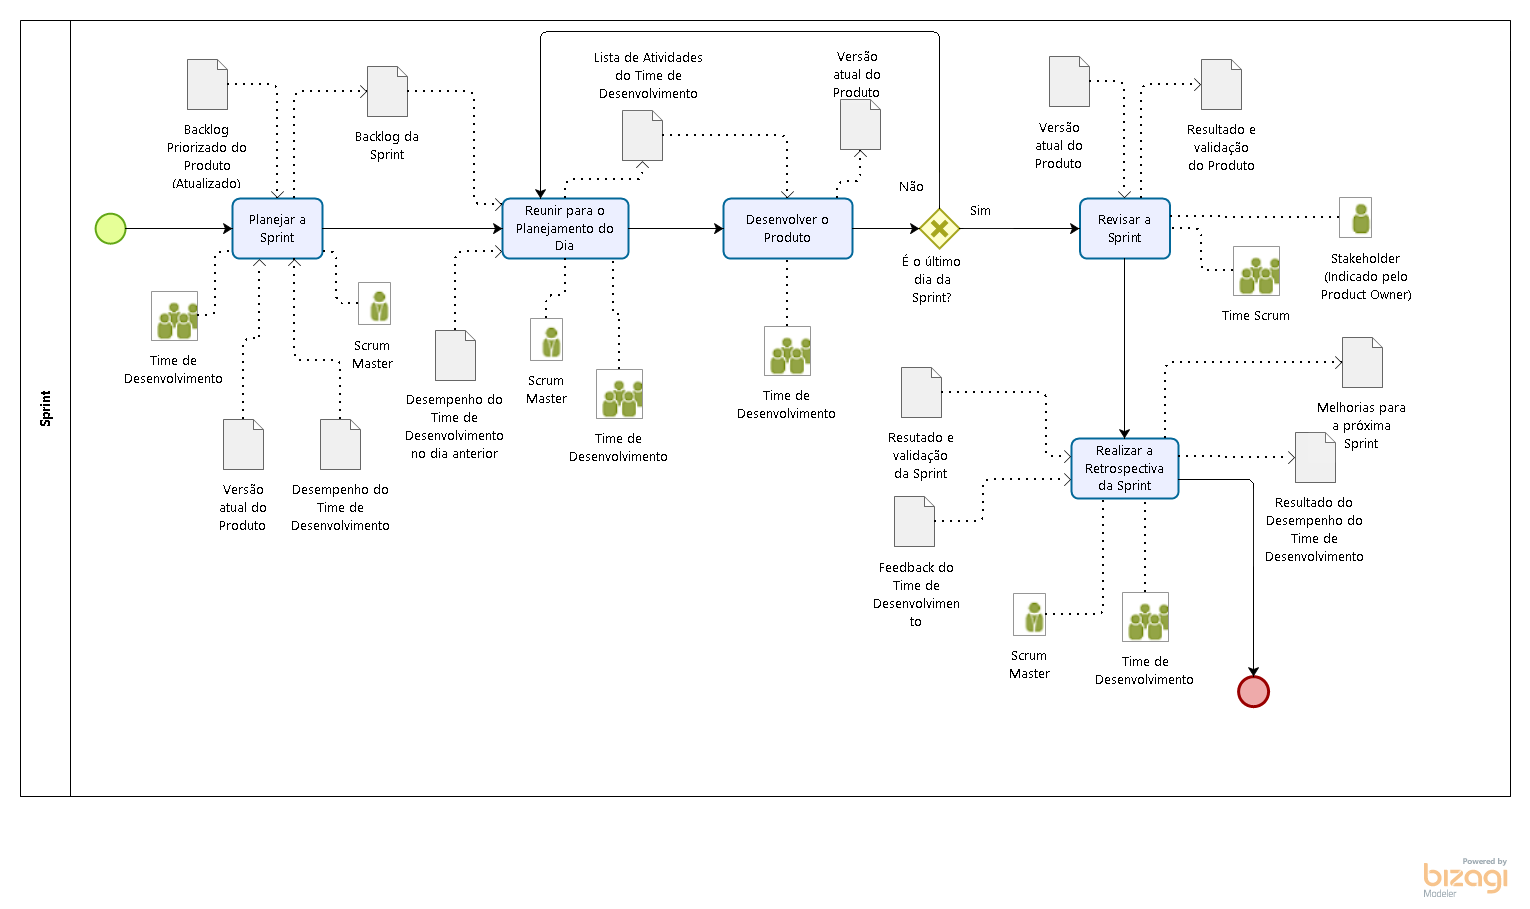 Sprint
Backlog
Priorizado do
Produto
(Atualizado)
Backlog da
Sprint
Lista de Atividades
do Time de
Desenvolvimento
Versão
atual do
Produto
Versão
atual do
Produto
Resultado e
validação
do Produto
Planejar a
Sprint
Reunir para o
Planejamento do
Dia
Desenvolver o
Produto
Não
Sim
É o último
dia da
Sprint?
Revisar a
Sprint
Stakeholder
(Indicado pelo
Product Owner)
Time Scrum
Time de
Desenvolvimento
Scrum
Master
Versão
atual do
Produto
Desempenho do
Time de
Desenvolvimento
Desempenho do
Time de
Desenvolvimento
no dia anterior
Scrum
Master
Time de
Desenvolvimento
Time de
Desenvolvimento
Resutado e
validação
da Sprint
Feedback do
Time de
Desenvolvimen
to
Realizar a
Retrospectiva
da Sprint
Melhorias para
a próxima
Sprint
Resultado do
Desempenho do
Time de
Desenvolvimento
Scrum
Master
Time de
Desenvolvimento
Powered by
bizagi
Modeler